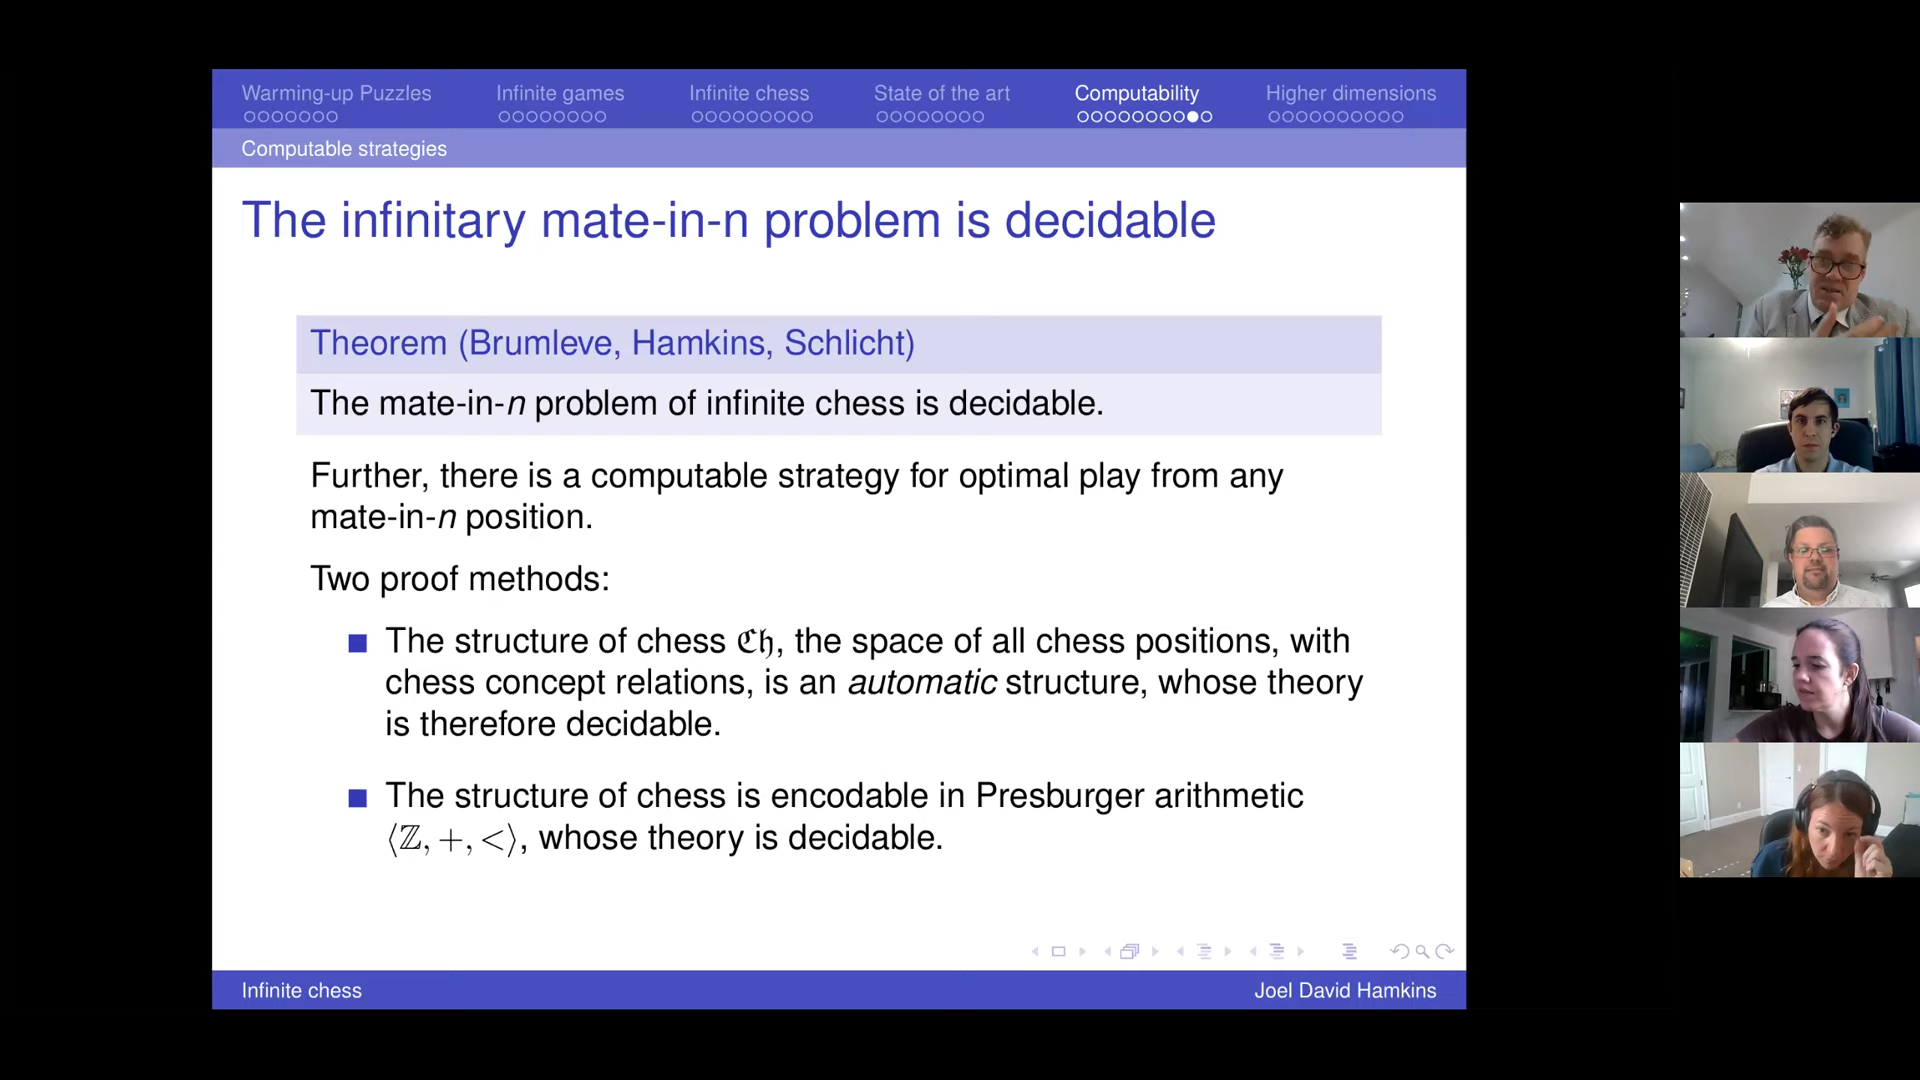 Warming-up Puzzles Infinite games Infinite chess State of the art Computability Higher dimensions
Computable strategies
The infinitary mate-in-n problem is decidable
Theorem (Brumleve, Hamkins, Schlicht)
The mate-in-n problem of infinite chess is decidable.
Further, there is a computable strategy for optimal play from any
mate-in-n position.
Two proof methods:
The structure of chess ℭ𝔥, the space of all chess positions, with
chess concept relations, is an automatic structure, whose theory
is therefore decidable.
The structure of chess is encodable in Presburger arithmetic
⟨ℤ, +, <⟩, whose theory is decidable.
Infinite chess Joel David Hamkins